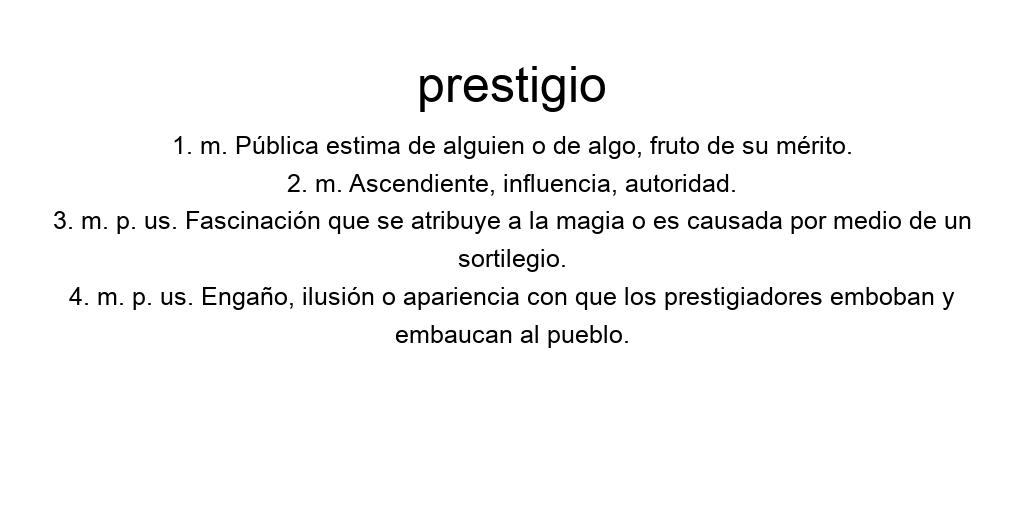 prestigio
1. m. Pública estima de alguien o de algo, fruto de su mérito.
2. m. Ascendiente, influencia, autoridad.
3. m. p. us. Fascinación que se atribuye a la magia o es causada por medio de un
sortilegio.
4. m. p. us. Engaño, ilusión o apariencia con que los prestigiadores emboban y
embaucan al pueblo.